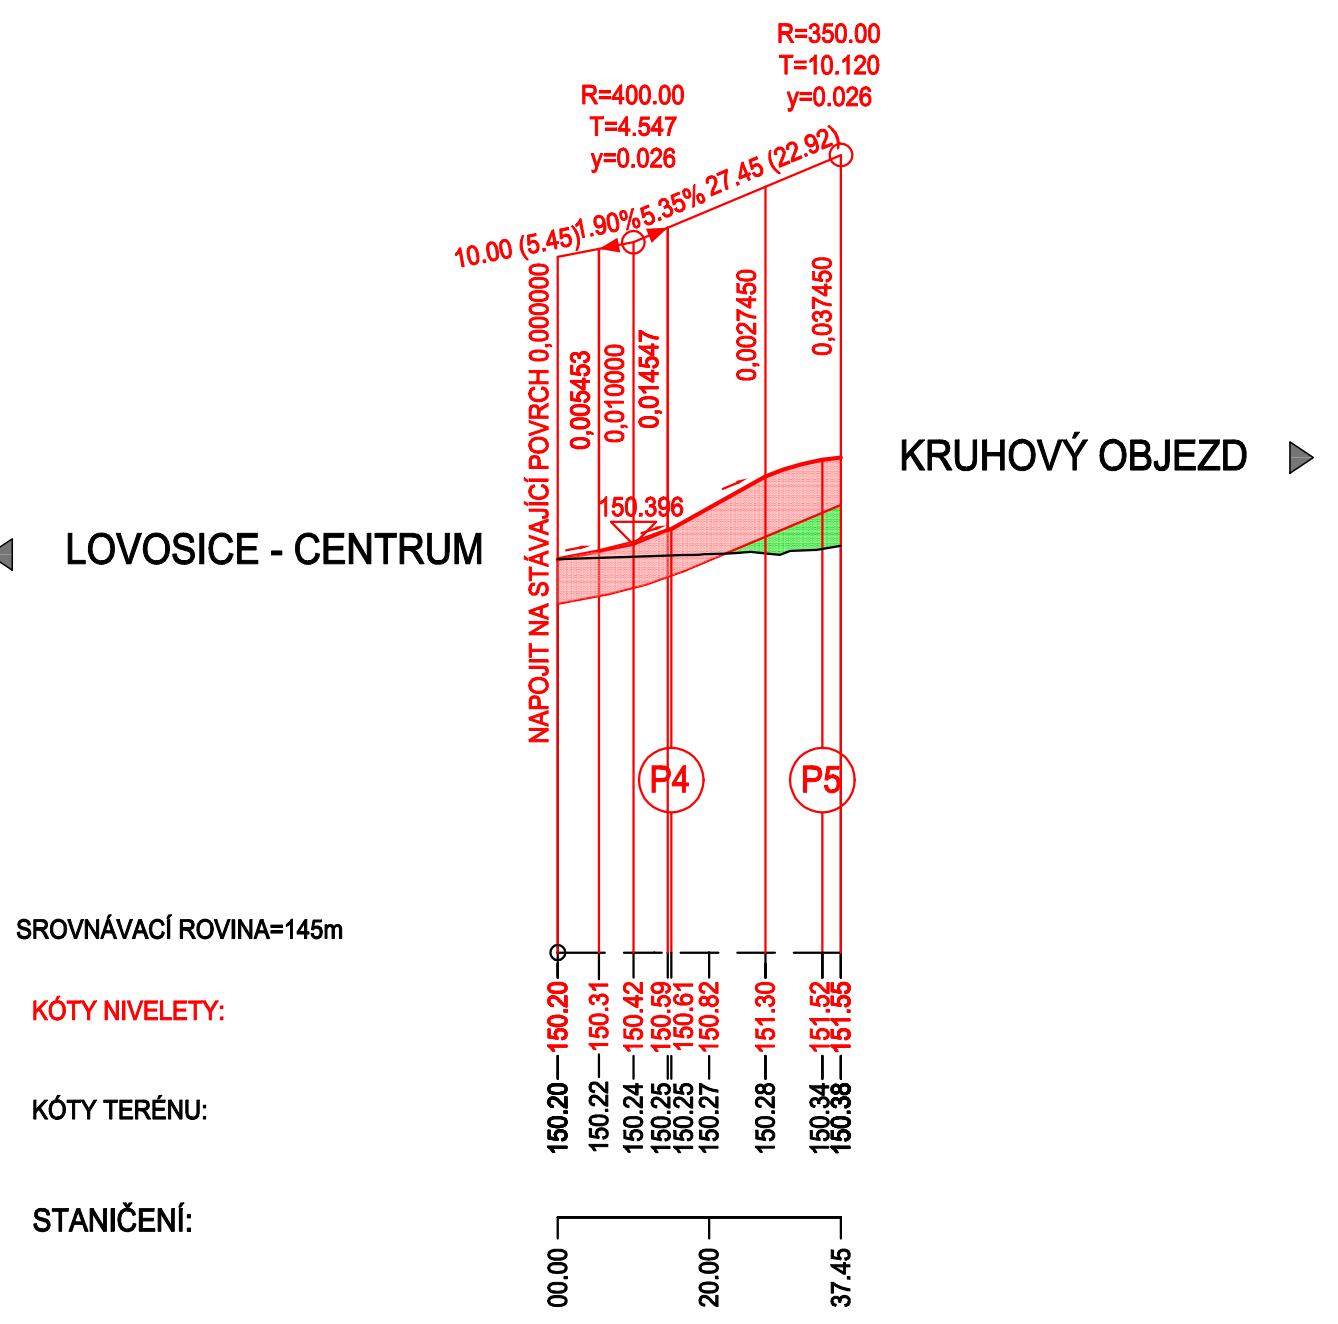 R=350.00
T=10.120
y=0.026
R=400.00
T=4.547
y=0.026
10.00 (5.45)
1.90%
5.35%
27.45 (22.92)
NAPOJIT NA STÁVAJÍCÍ POVRCH 0,000000
0,005453
0,010000
0,014547
0,0027450
0,037450
KRUHOVÝ OBJEZD
150.396
LOVOSICE - CENTRUM
P4
P5
SROVNÁVACÍ ROVINA=145m
KÓTY NIVELETY:
150.20
150.31
150.42
150.59
150.61
150.82
151.30
151.52
151.55
KÓTY TERÉNU:
150.20
150.22
150.24
150.25
150.25
150.27
150.28
150.34
150.38
STANIČENÍ:
00.00
20.00
37.45